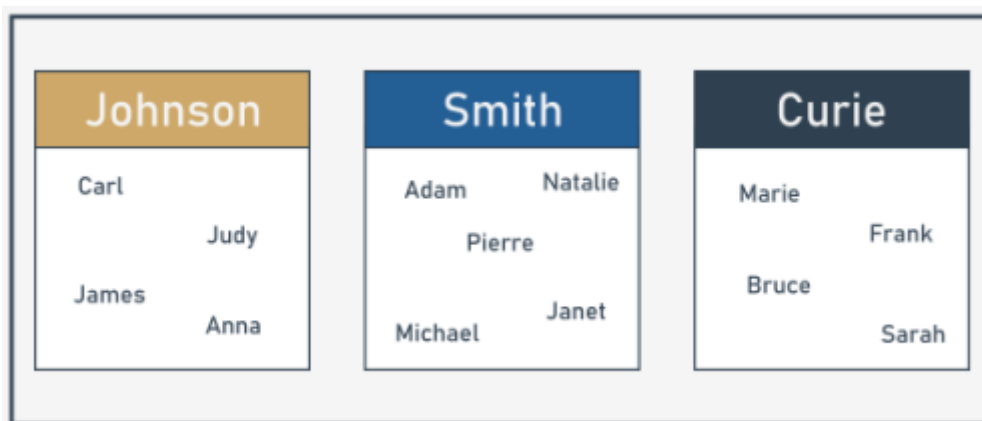 Johnson
Carl
Judy
James
Anna
Smith
Adam
Natalie
Pierre
Janet
Michael
Curie
Marie
Frank
Bruce
Sarah